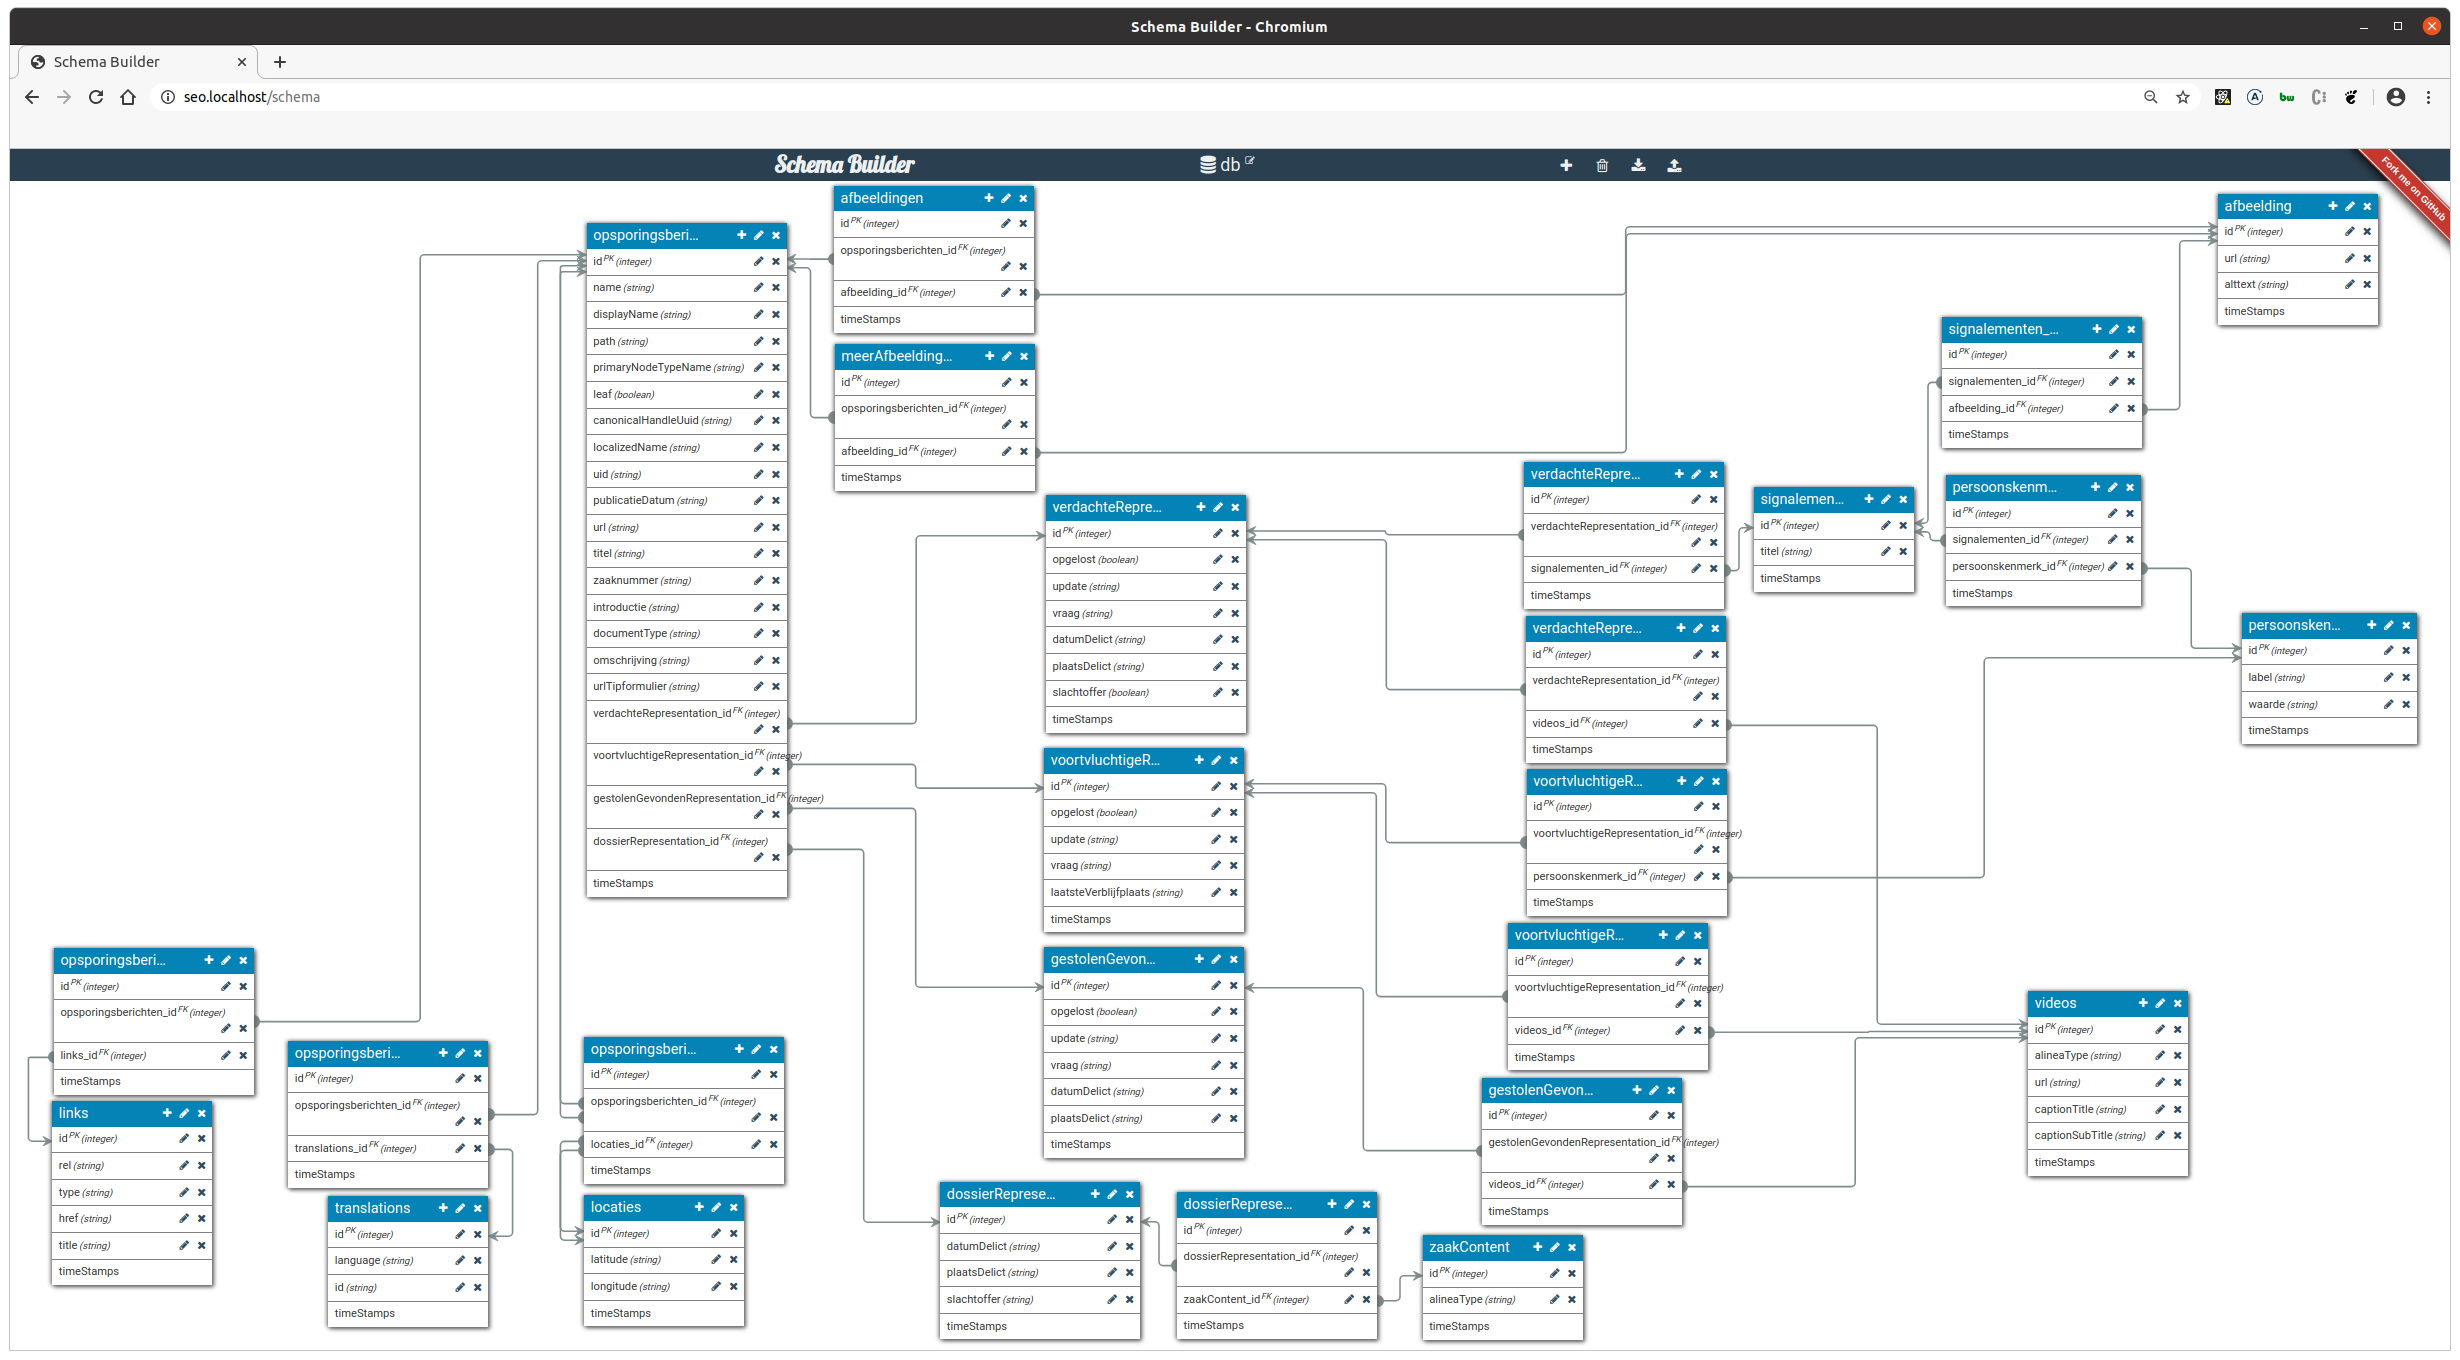 Schema Builder - Chromium
Schema Builder
seo.localhost/schema
Schema Builder
db
Fork me on GitHub
afbeeldingen
id PK (integer)
opsporingsberichten_id FK (integer)
afbeelding_id FK (integer)
timeStamps
afbeelding
id PK (integer)
url (string)
alttext (string)
timeStamps
opsporingsberi...
id PK (integer)
name (string)
displayName (string)
path (string)
primaryNodeTypeName (string)
leaf (boolean)
canonicalHandleUuid (string)
localizedName (string)
uid (string)
publicatieDatum (string)
url (string)
titel (string)
zaaknummer (string)
introductie (string)
documentType (string)
omschrijving (string)
urlTipformulier (string)
verdachteRepresentation_id FK (integer)
voortvluchtigeRepresentation_id FK (integer)
gestolenGevondenRepresentation_id FK (integer)
dossierRepresentation_id FK (integer)
timeStamps
meerAfbeelding...
id PK (integer)
opsporingsberichten_id FK (integer)
afbeelding_id FK (integer)
timeStamps
signalementen_...
id PK (integer)
signalementen_id FK (integer)
afbeelding_id FK (integer)
timeStamps
verdachteRepre...
id PK (integer)
verdachteRepresentation_id FK (integer)
signalementen_id FK (integer)
timeStamps
signalemen...
id PK (integer)
titel (string)
timeStamps
persoonskenm...
id PK (integer)
signalementen_id FK (integer)
persoonskenmerk_id FK (integer)
timeStamps
verdachteRepre...
id PK (integer)
opgelost (boolean)
update (string)
vraag (string)
datumDelict (string)
plaatsDelict (string)
slachtoffer (boolean)
timeStamps
verdachteRepre...
id PK (integer)
verdachteRepresentation_id FK (integer)
videos_id FK (integer)
timeStamps
persoonsken...
id PK (integer)
label (string)
waarde (string)
timeStamps
voortvluchtigeR...
id PK (integer)
opgelost (boolean)
update (string)
vraag (string)
laatsteVerblijfplaats (string)
timeStamps
voortvluchtigeR...
id PK (integer)
voortvluchtigeRepresentation_id FK (integer)
persoonskenmerk_id FK (integer)
timeStamps
voortvluchtigeR...
id PK (integer)
voortvluchtigeRepresentation_id FK (integer)
videos_id FK (integer)
timeStamps
opsporingsberi...
id PK (integer)
opsporingsberichten_id FK (integer)
links_id FK (integer)
timeStamps
gestolenGevon...
id PK (integer)
opgelost (boolean)
update (string)
vraag (string)
datumDelict (string)
plaatsDelict (string)
timeStamps
videos
id PK (integer)
alineaType (string)
url (string)
captionTitle (string)
captionSubTitle (string)
timeStamps
opsporingsberi...
id PK (integer)
opsporingsberichten_id FK (integer)
translations_id FK (integer)
timeStamps
opsporingsberi...
id PK (integer)
opsporingsberichten_id FK (integer)
locaties_id FK (integer)
timeStamps
gestolenGevon...
id PK (integer)
gestolenGevondenRepresentation_id FK (integer)
videos_id FK (integer)
timeStamps
links
id PK (integer)
rel (string)
type (string)
href (string)
title (string)
timeStamps
translations
id PK (integer)
language (string)
id (string)
timeStamps
locaties
id PK (integer)
latitude (string)
longitude (string)
timeStamps
dossierReprese...
id PK (integer)
datumDelict (string)
plaatsDelict (string)
slachtoffer (string)
timeStamps
dossierReprese...
id PK (integer)
dossierRepresentation_id FK (integer)
zaakContent_id FK (integer)
timeStamps
zaakContent
id PK (integer)
alineaType (string)
timeStamps